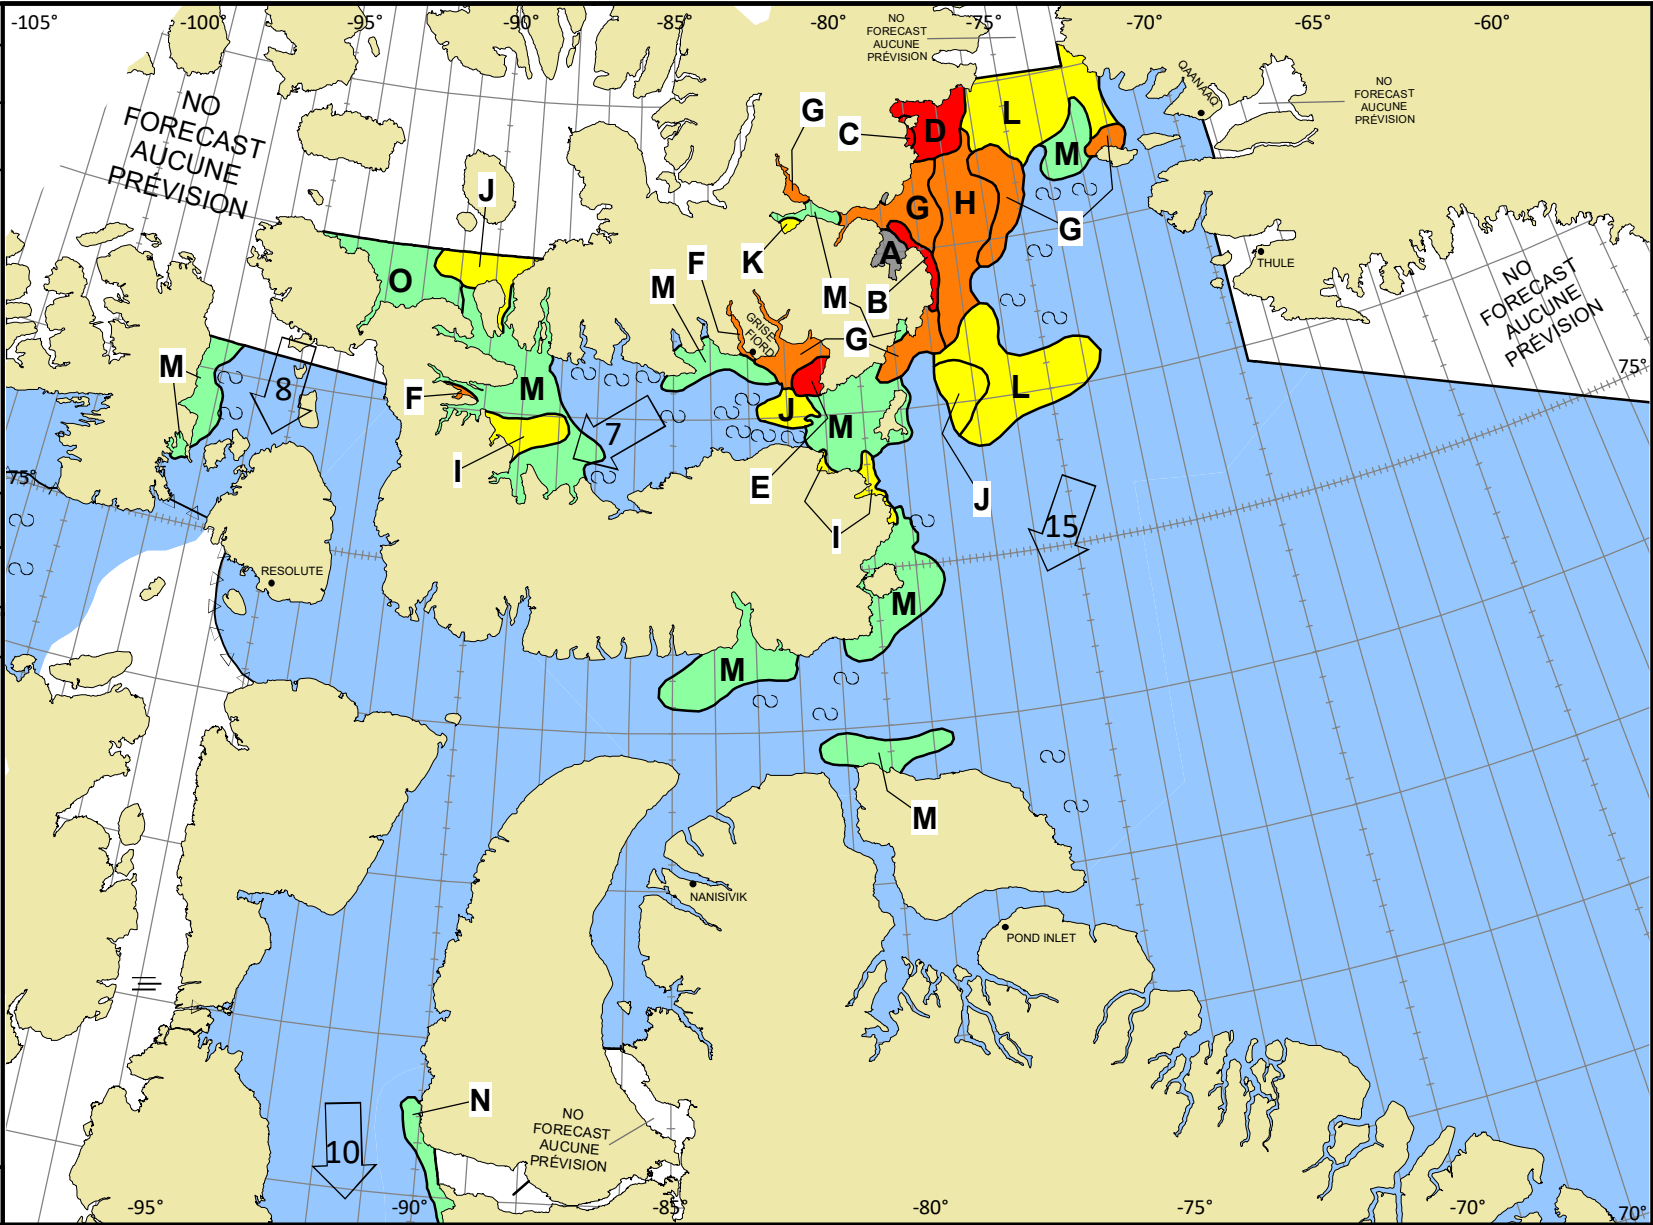 -105°
-100°
-95°
-90°
-85°
-80°
-75°
-70°
-65°
-60°
NO
FORECAST
AUCUNE
PRÉVISION
QAANAAQ
NO
FORECAST
AUCUNE
PRÉVISION
NO
FORECAST
AUCUNE
PRÉVISION
G
C
D
L
M
J
G
H
G
K
A
THULE
O
F
M
M
B
NO
FORECAST
AUCUNE
PRÉVISION
GRISE
FIORD
G
M
8
F
M
J
L
75°
7
M
I
E
J
75°
I
15
RESOLUTE
M
M
M
NANISIVIK
POND INLET
N
NO
FORECAST
AUCUNE
PRÉVISION
10
-95°
-90°
-85°
-80°
-75°
-70°
70°